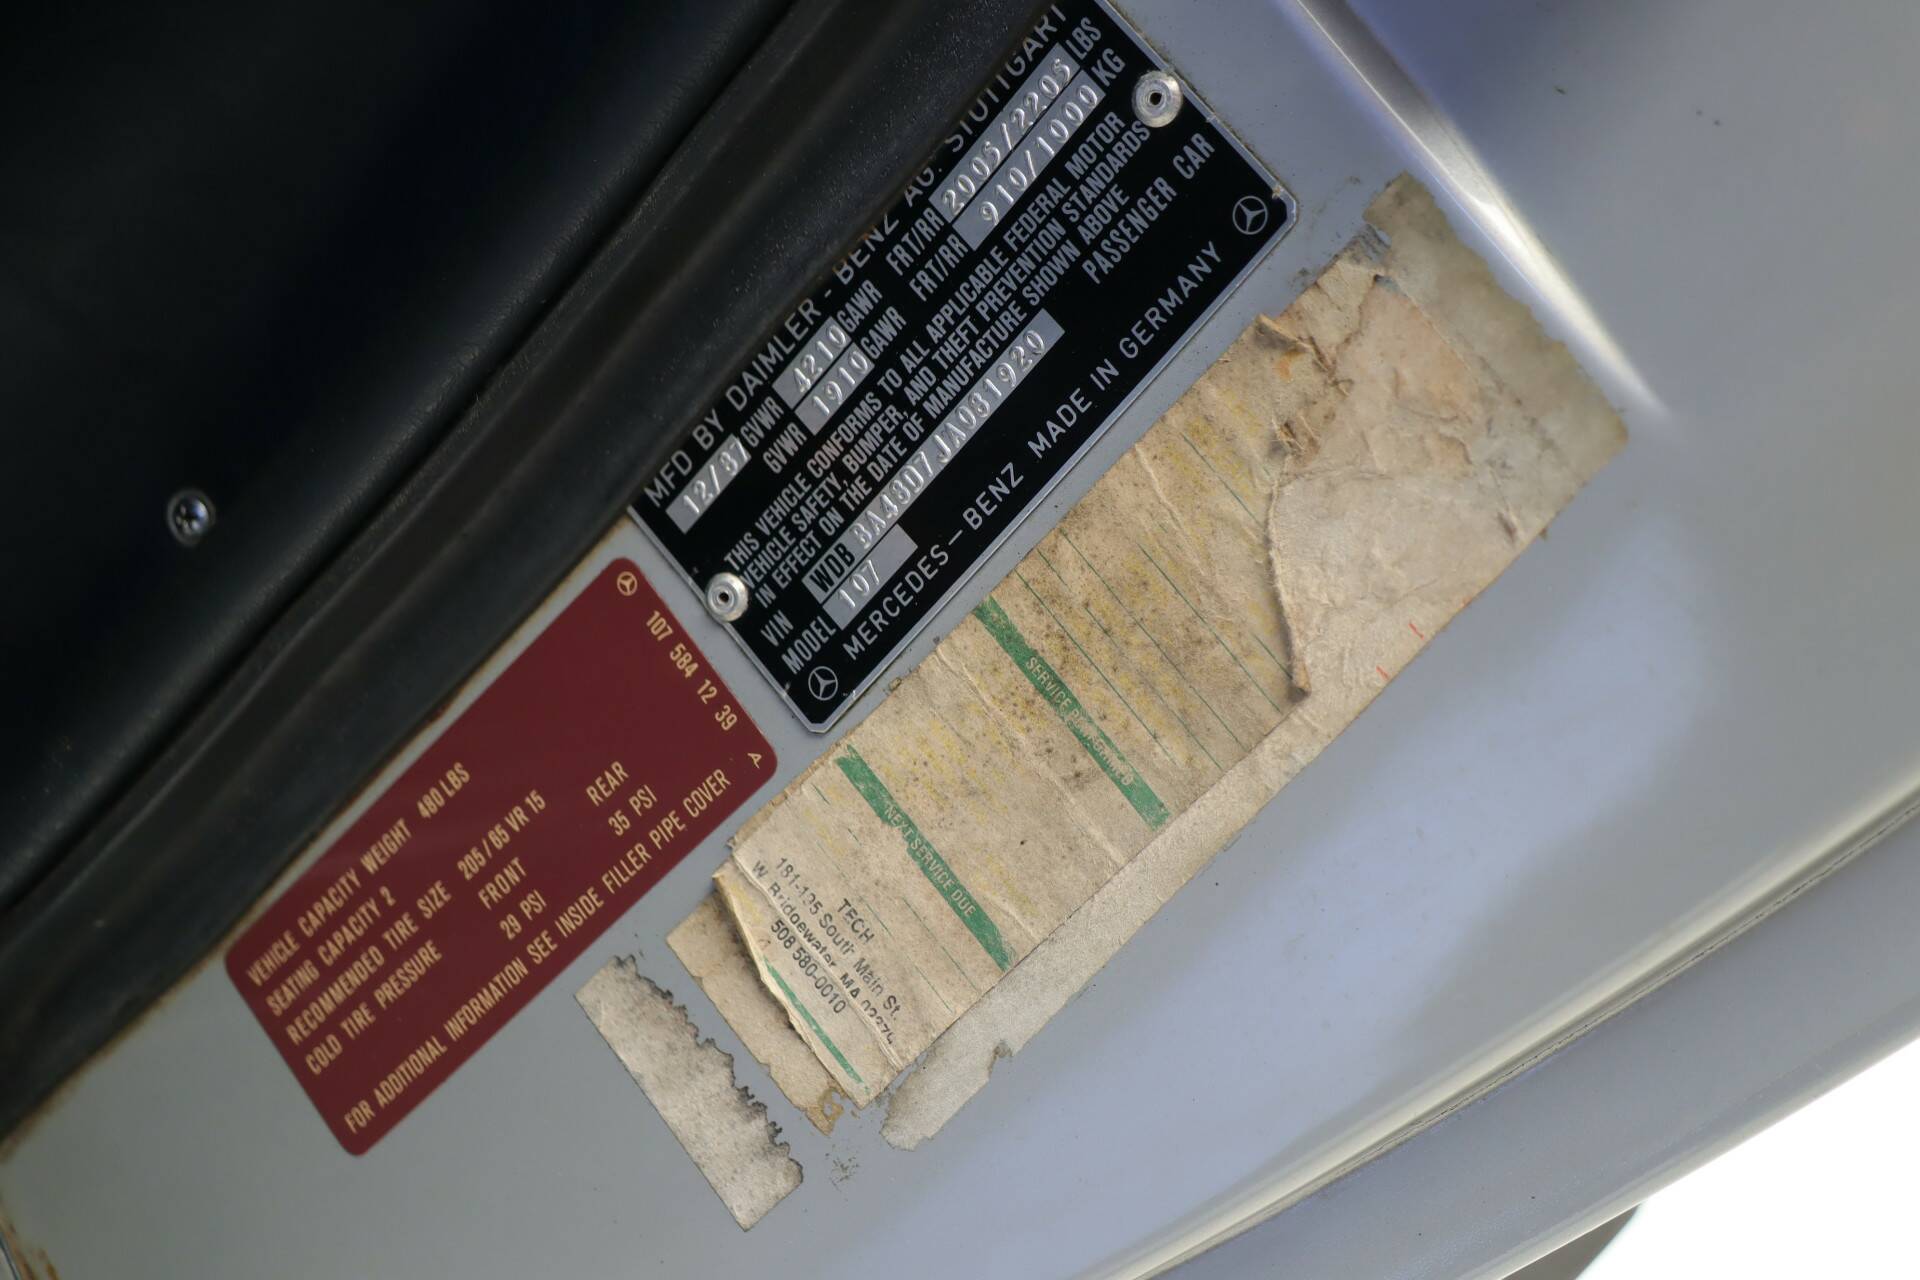 MFD BY DAIMLER-BENZ AG. STUTTGART
12/87 GVWR 4210 GAWR FRT/RR 2005/2205 LBS
GVWR 1910 GAWR FRT/RR 910/1000 KG
THIS VEHICLE CONFORMS TO ALL APPLICABLE FEDERAL MOTOR
VEHICLE SAFETY, BUMPER, AND THEFT PREVENTION STANDARDS
IN EFFECT ON THE DATE OF MANUFACTURE SHOWN ABOVE
VIN WDB BA48D7JA081920 PASSENGER CAR
MODEL 107
MERCEDES-BENZ MADE IN GERMANY
107 584 12 39 A
VEHICLE CAPACITY WEIGHT 480 LBS
SEATING CAPACITY 2
RECOMMENDED TIRE SIZE 205/65 VR 15
FRONT REAR
COLD TIRE PRESSURE 29 PSI 35 PSI
FOR ADDITIONAL INFORMATION SEE INSIDE FILLER PIPE COVER
SERVICE PERFORMED
NEXT SERVICE DUE
TECH
South Main St.
W. Bridgewater, MA
508 580-0010